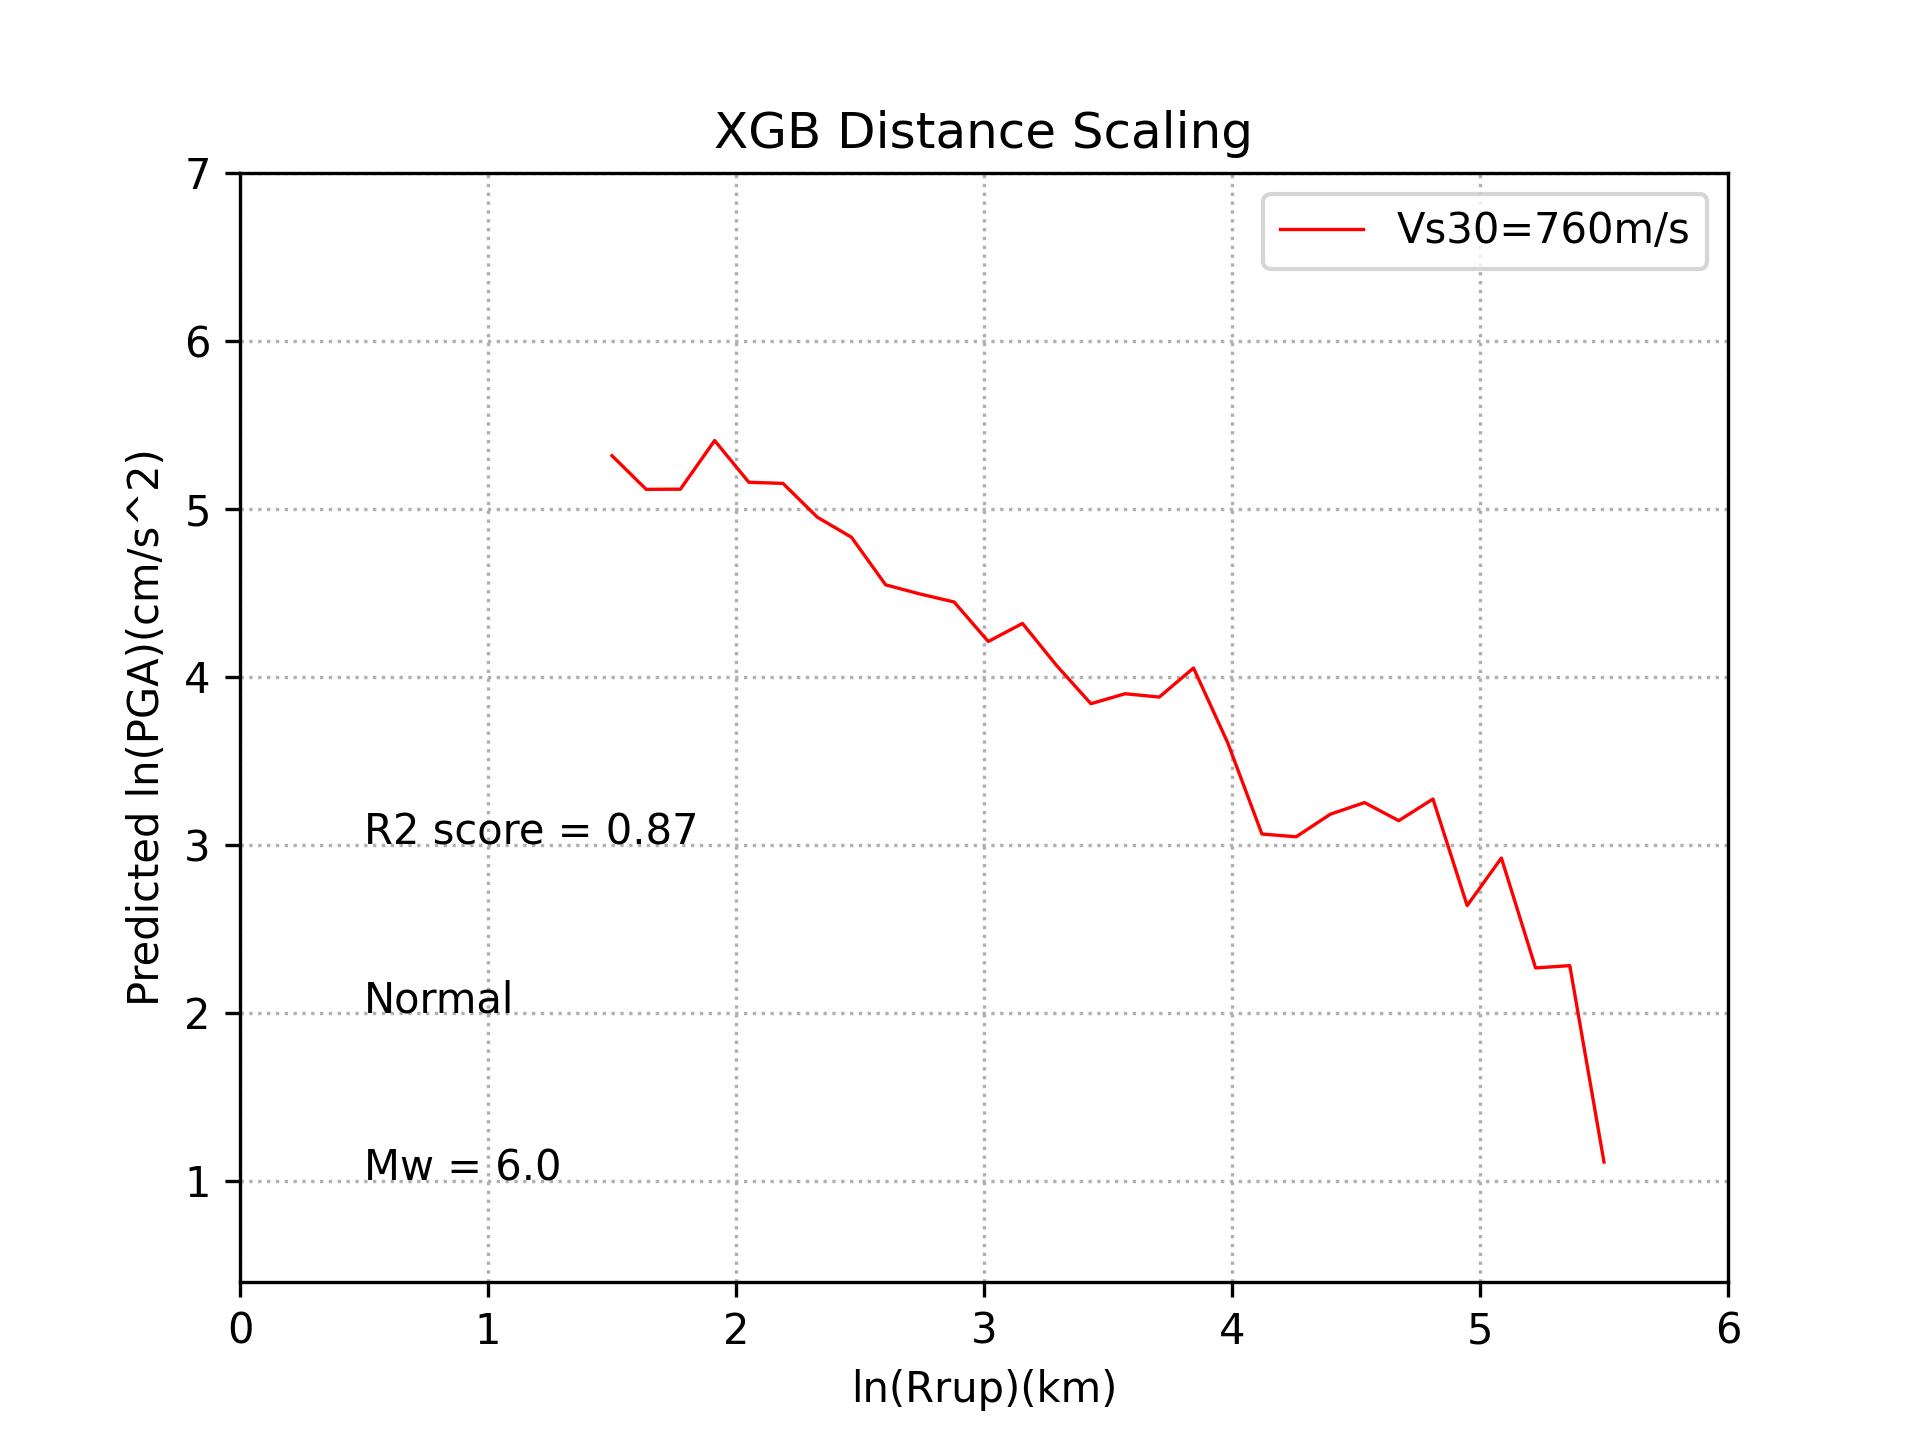 XGB Distance Scaling
Vs30=760m/s
7
6
5
4
3
2
1
Predicted ln(PGA)(cm/s^2)
R2 score = 0.87
Normal
Mw = 6.0
0 1 2 3 4 5 6
ln(Rrup)(km)